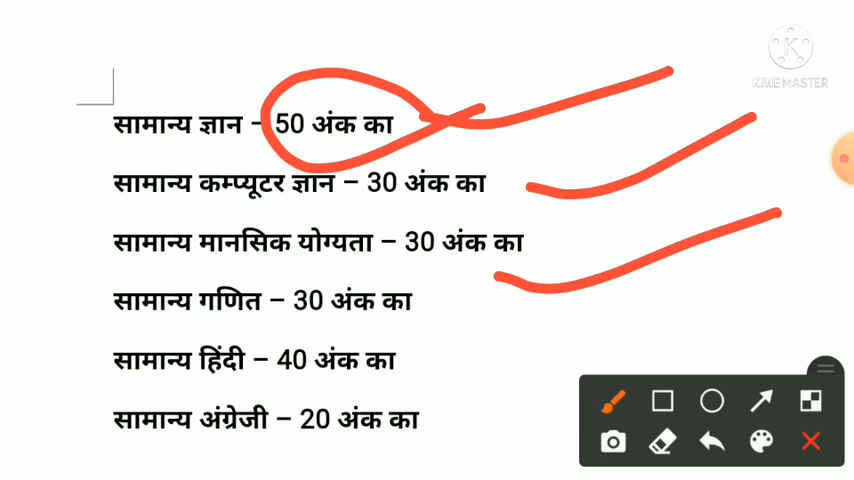 KINEMASTER
सामान्य ज्ञान – 50 अंक का
सामान्य कम्प्यूटर ज्ञान – 30 अंक का
सामान्य मानसिक योग्यता – 30 अंक का
सामान्य गणित – 30 अंक का
सामान्य हिंदी – 40 अंक का
सामान्य अंग्रेजी – 20 अंक का